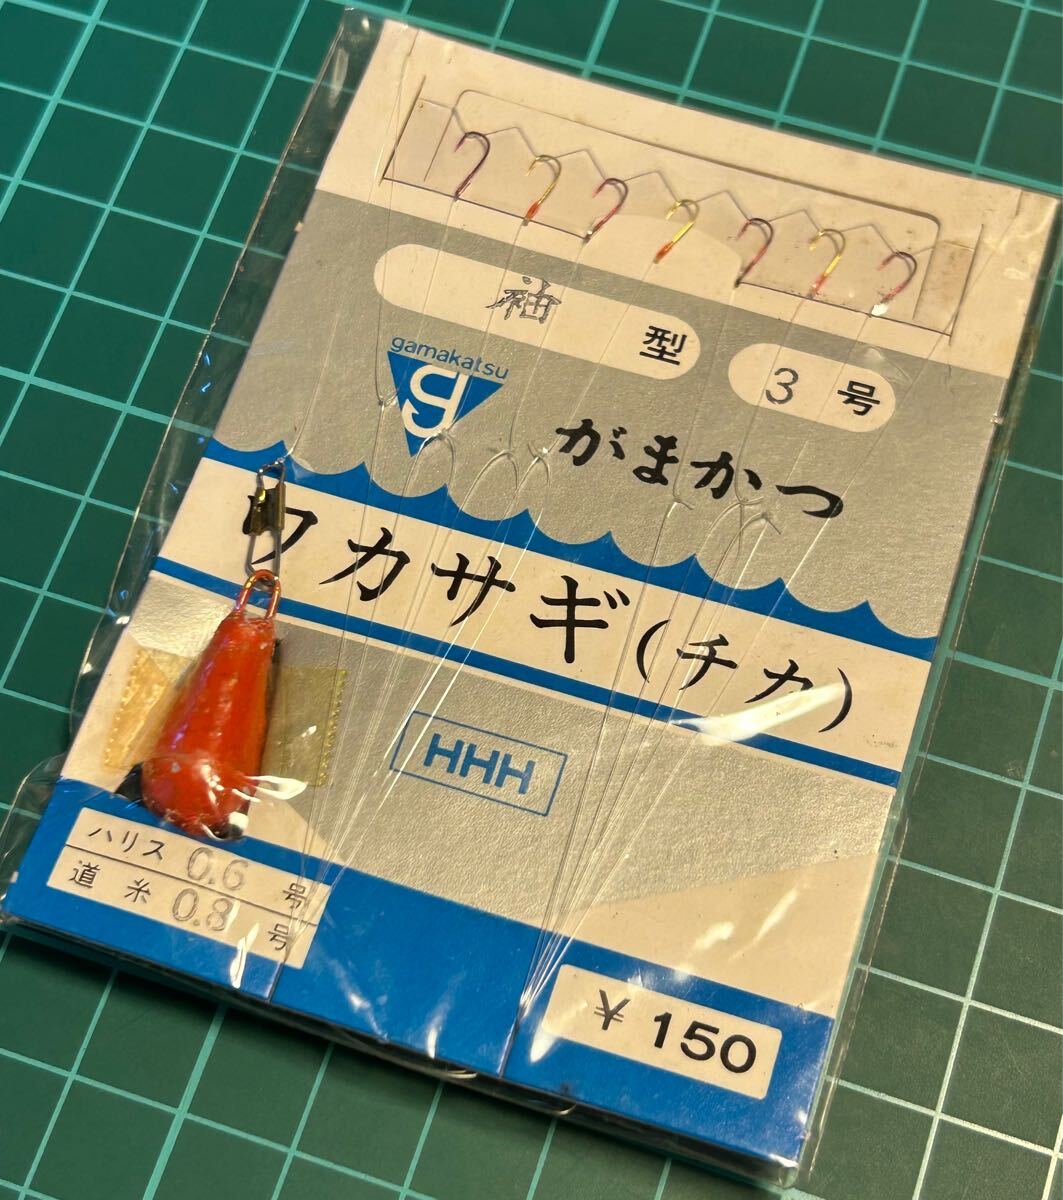 袖 型 3 号
gamakatsu
g
がまかつ
ワカサギ(チカ)
HHH
ハリス 0.6 号
道糸 0.8 号
¥150